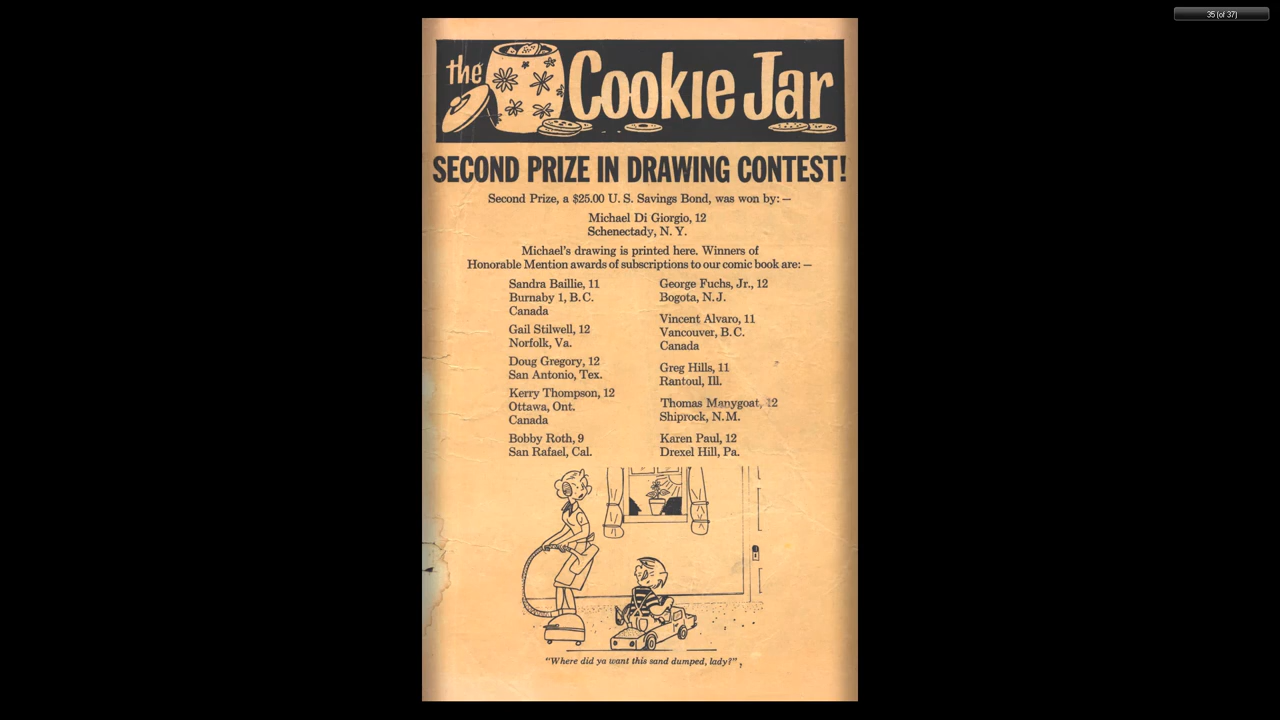 35 (of 37)
the Cookie Jar
SECOND PRIZE IN DRAWING CONTEST!
Second Prize, a $25.00 U. S. Savings Bond, was won by: —
Michael Di Giorgio, 12
Schenectady, N. Y.
Michael's drawing is printed here. Winners of
Honorable Mention awards of subscriptions to our comic book are: —
Sandra Baillie, 11
Burnaby 1, B.C.
Canada
Gail Stilwell, 12
Norfolk, Va.
Doug Gregory, 12
San Antonio, Tex.
Kerry Thompson, 12
Ottawa, Ont.
Canada
Bobby Roth, 9
San Rafael, Cal.
George Fuchs, Jr., 12
Bogota, N.J.
Vincent Alvaro, 11
Vancouver, B.C.
Canada
Greg Hills, 11
Rantoul, Ill.
Thomas Manygoat, 12
Shiprock, N.M.
Karen Paul, 12
Drexel Hill, Pa.
"Where did ya want this sand dumped, lady?"